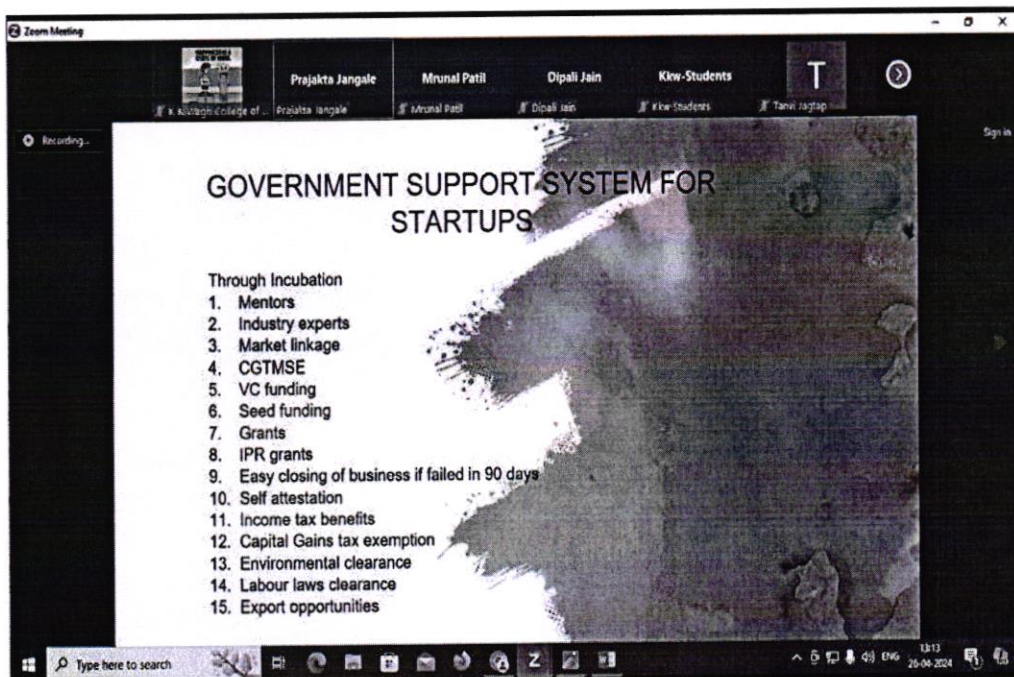 Zoom Meeting
Prajakta Jangale
Mrunal Patil
Dipali Jain
Kkw-Students
T
College of ..
Prajakta Jangale
Mrunal Patil
Dipali Jain
Kkw-Students
Tanvi Jagtap
Recording...
Sign in
GOVERNMENT SUPPORT SYSTEM FOR
STARTUPS
Through Incubation
1. Mentors
2. Industry experts
3. Market linkage
4. CGTMSE
5. VC funding
6. Seed funding
7. Grants
8. IPR grants
9. Easy closing of business if failed in 90 days
10. Self attestation
11. Income tax benefits
12. Capital Gains tax exemption
13. Environmental clearance
14. Labour laws clearance
15. Export opportunities
Type here to search
ENG
13:13
26-04-2024